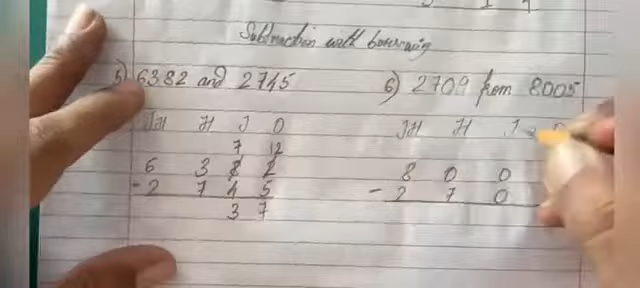 Subtraction with borrowing
5) 6382 and 2745
6) 2709 from 8005
TH H T O
7 12
6 3 8 2
- 2 7 4 5
3 7
TH H T
8 0 0
- 2 7 0